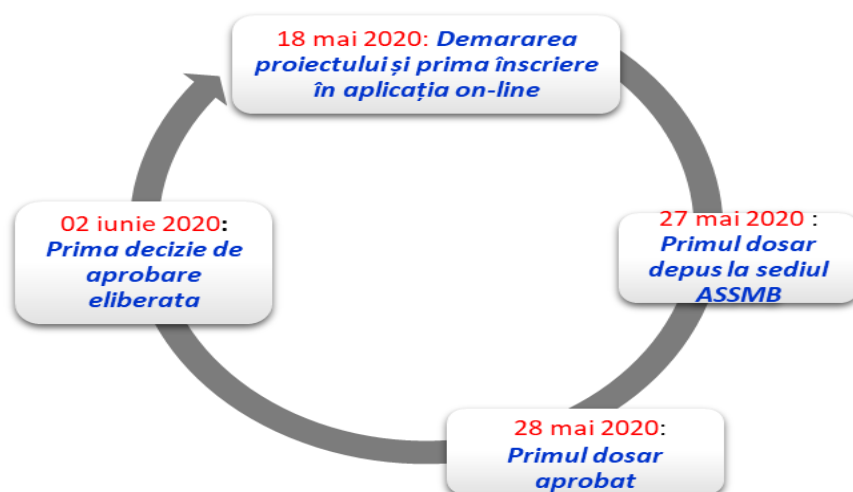 18 mai 2020: Demararea
proiectului și prima înscriere
în aplicația on-line
27 mai 2020 :
Primul dosar
depus la sediul
ASSMB
28 mai 2020:
Primul dosar
aprobat
02 iunie 2020:
Prima decizie de
aprobare
eliberata